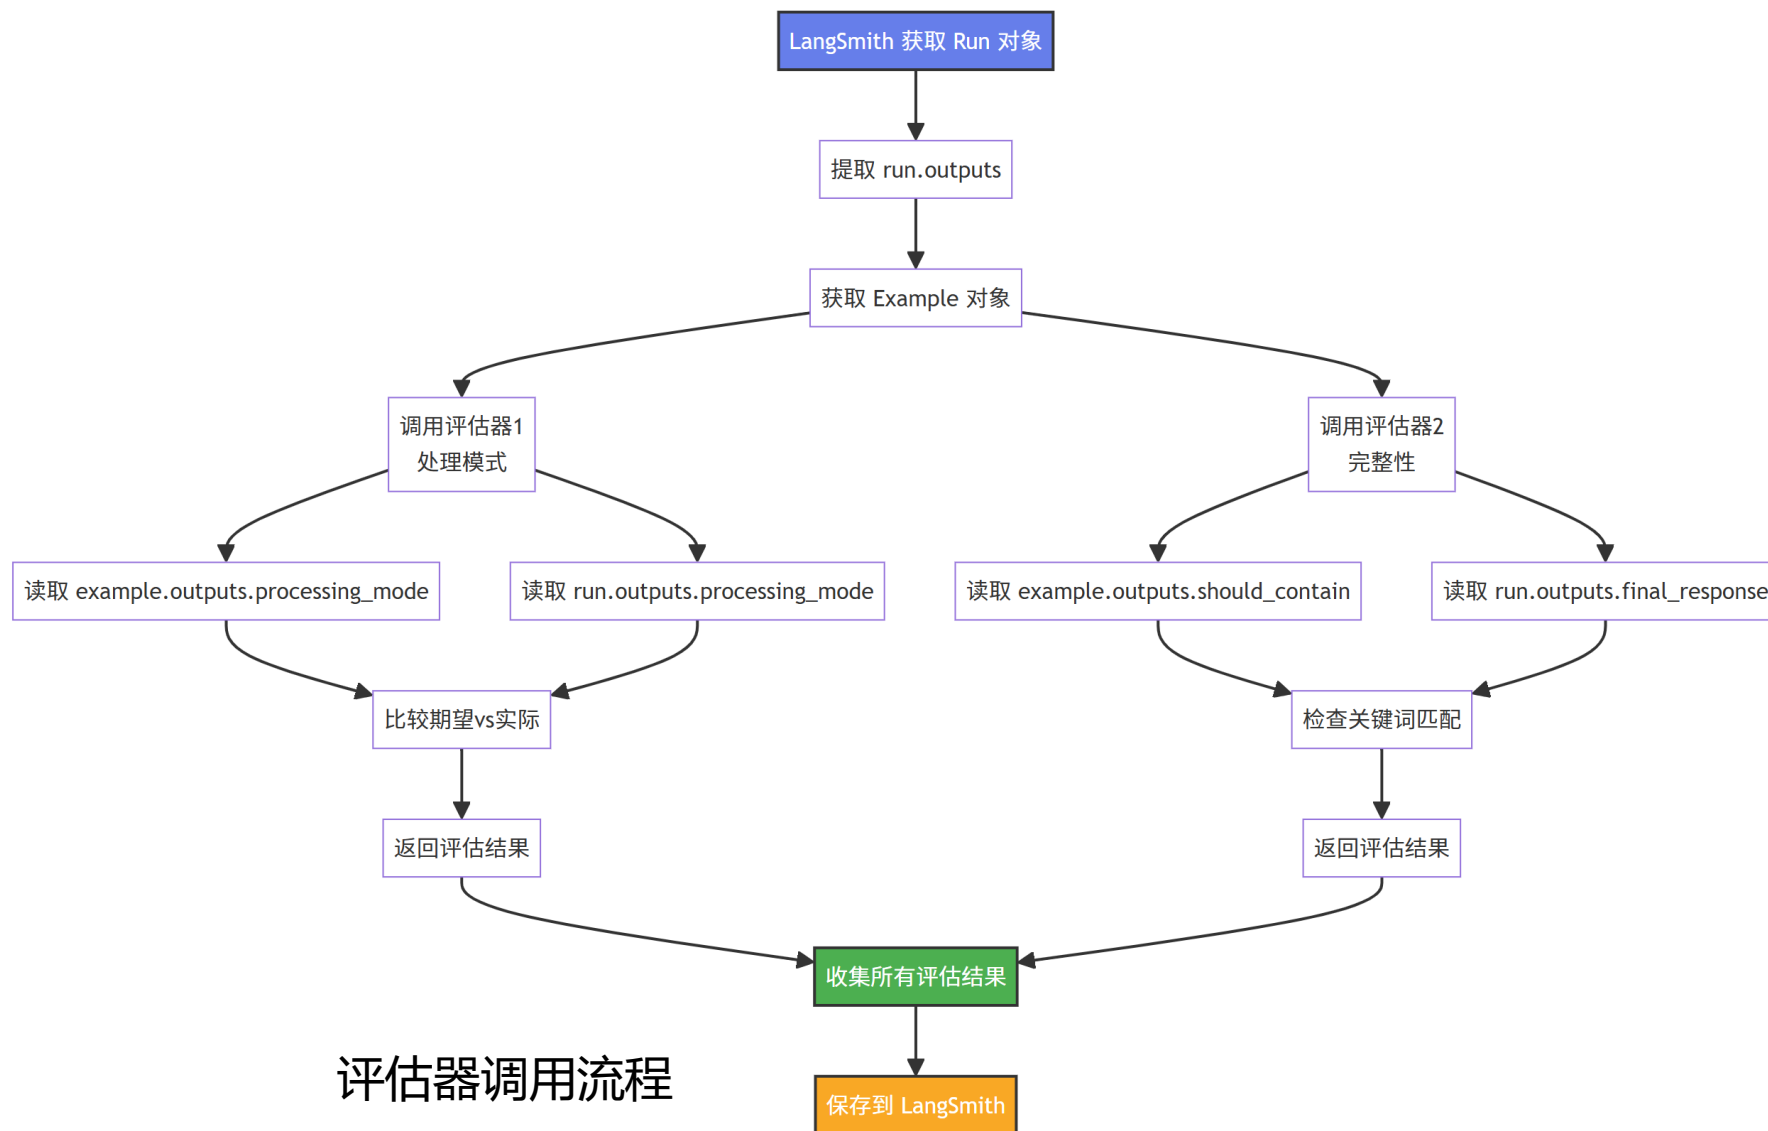 LangSmith 获取 Run 对象
提取 run.outputs
获取 Example 对象
调用评估器1
处理模式
调用评估器2
完整性
读取 example.outputs.processing_mode
读取 run.outputs.processing_mode
读取 example.outputs.should_contain
读取 run.outputs.final_response
比较期望vs实际
检查关键词匹配
返回评估结果
返回评估结果
收集所有评估结果
评估器调用流程
保存到 LangSmith